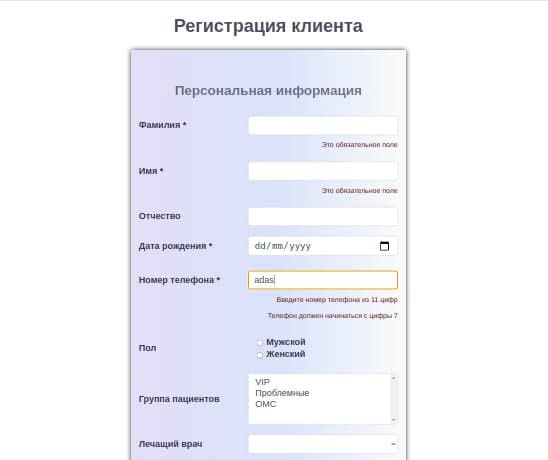 Регистрация клиента
Персональная информация
Фамилия *
Это обязательное поле
Имя *
Это обязательное поле
Отчество
Дата рождения * dd/mm/yyyy
Номер телефона * adas
Введите номер телефона из 11 цифр
Телефон должен начинаться с цифры 7
Мужской
Пол
Женский
VIP
Проблемные
Группа пациентов
ОМС
Лечащий врач